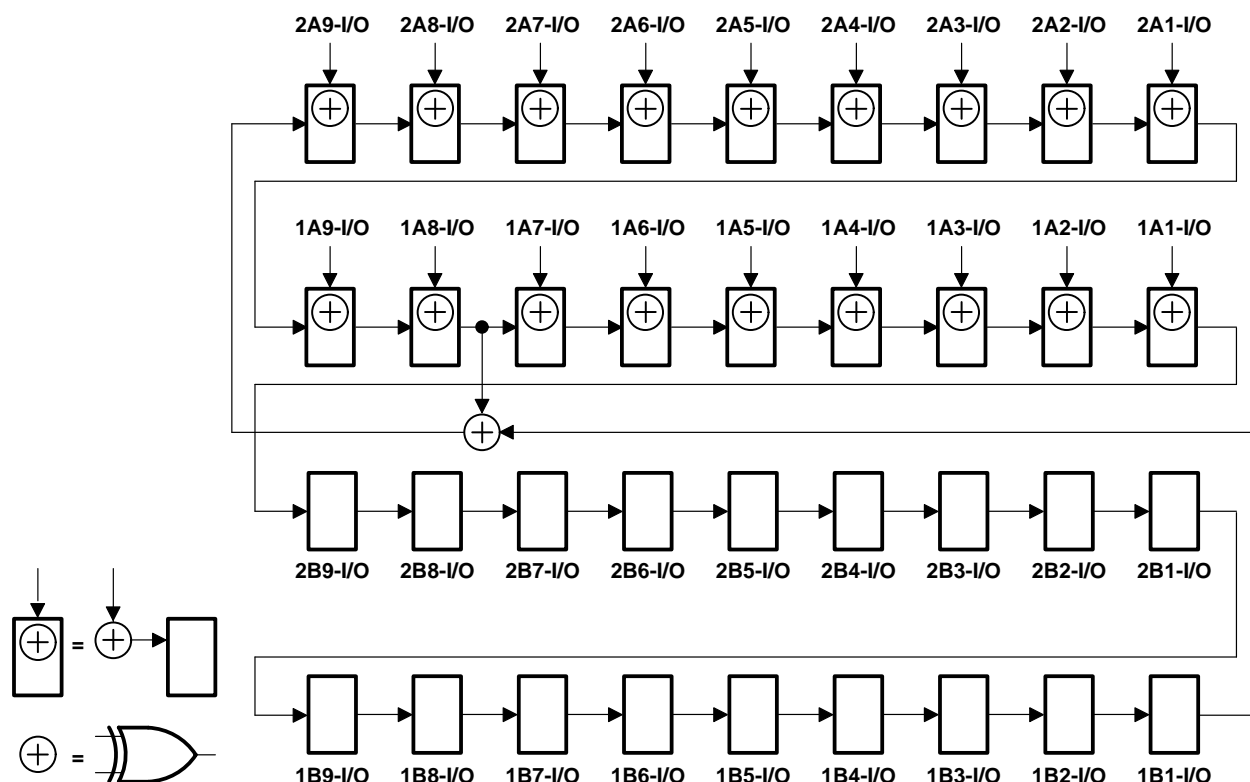 2A9-I/O 2A8-I/O 2A7-I/O 2A6-I/O 2A5-I/O 2A4-I/O 2A3-I/O 2A2-I/O 2A1-I/O
1A9-I/O 1A8-I/O 1A7-I/O 1A6-I/O 1A5-I/O 1A4-I/O 1A3-I/O 1A2-I/O 1A1-I/O
2B9-I/O 2B8-I/O 2B7-I/O 2B6-I/O 2B5-I/O 2B4-I/O 2B3-I/O 2B2-I/O 2B1-I/O
=
=
1B9-I/O 1B8-I/O 1B7-I/O 1B6-I/O 1B5-I/O 1B4-I/O 1B3-I/O 1B2-I/O 1B1-I/O